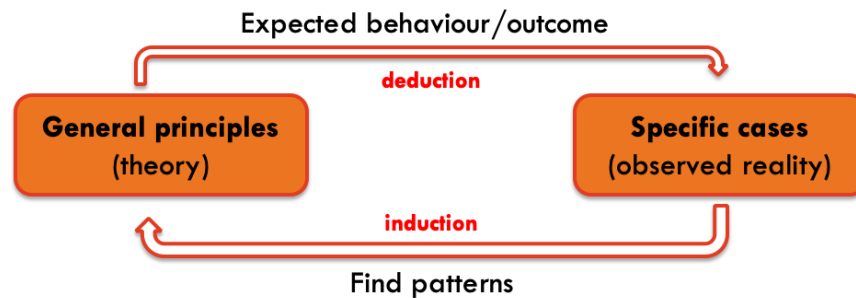 Expected behaviour/outcome
deduction
General principles
(theory)
Specific cases
(observed reality)
induction
Find patterns